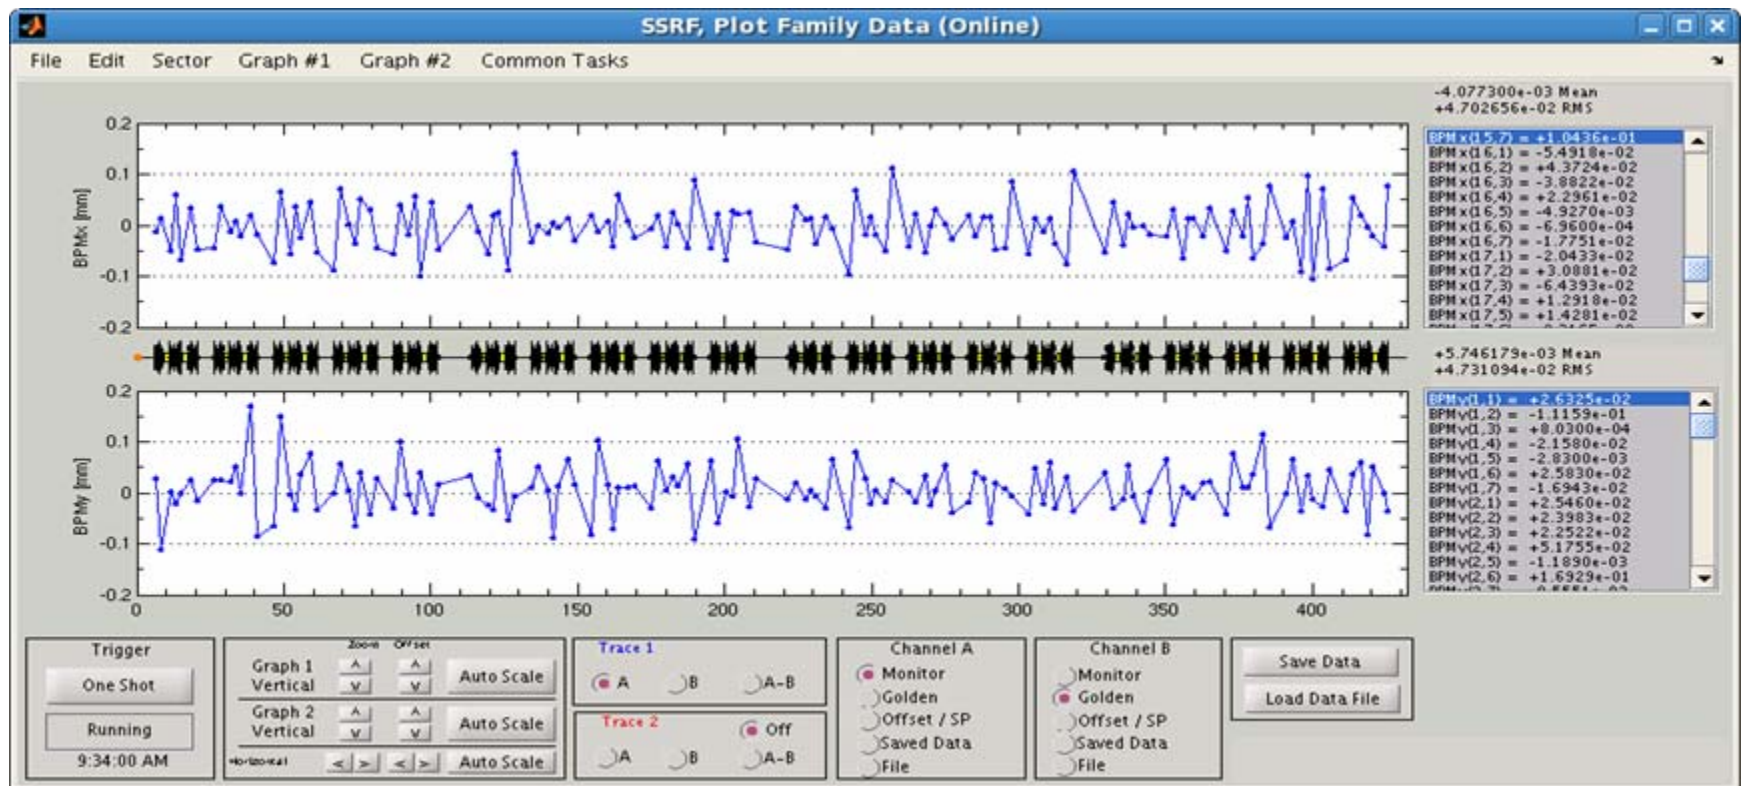 SSRF, Plot Family Data (Online)
File Edit Sector Graph #1 Graph #2 Common Tasks
-4.077300e-03 Mean
+4.702656e-02 RMS
0.2
0.1
0
-0.1
-0.2
BPMx [mm]
BPMx(15,7) = +1.0436e-01
BPMx(16,1) = -5.4918e-02
BPMx(16,2) = +4.3724e-02
BPMx(16,3) = -3.8822e-02
BPMx(16,4) = +2.2961e-02
BPMx(16,5) = -4.9270e-03
BPMx(16,6) = -6.9600e-04
BPMx(16,7) = -1.7751e-02
BPMx(17,1) = -2.0433e-02
BPMx(17,2) = +3.0881e-02
BPMx(17,3) = -6.4393e-02
BPMx(17,4) = +1.2918e-02
BPMx(17,5) = +1.4281e-02
+5.746179e-03 Mean
+4.731094e-02 RMS
0.2
0.1
0
-0.1
-0.2
BPMy [mm]
0 50 100 150 200 250 300 350 400
BPMy(1,1) = +2.6325e-02
BPMy(1,2) = -1.1159e-01
BPMy(1,3) = +8.0300e-04
BPMy(1,4) = -2.1580e-02
BPMy(1,5) = -2.8300e-03
BPMy(1,6) = +2.5830e-02
BPMy(1,7) = -1.6943e-02
BPMy(2,1) = +2.5460e-02
BPMy(2,2) = +2.3983e-02
BPMy(2,3) = +2.2522e-02
BPMy(2,4) = +5.1755e-02
BPMy(2,5) = -1.1890e-03
BPMy(2,6) = +1.6929e-01
Trigger
One Shot
Running
9:34:00 AM
Zoom Offset
Graph 1
Vertical
^ ^
v v
Auto Scale
Graph 2
Vertical
^ ^
v v
Auto Scale
Horizontal < > < > Auto Scale
Trace 1
A B A-B
Trace 2
Off
A B A-B
Channel A
Monitor
Golden
Offset / SP
Saved Data
File
Channel B
Monitor
Golden
Offset / SP
Saved Data
File
Save Data
Load Data File